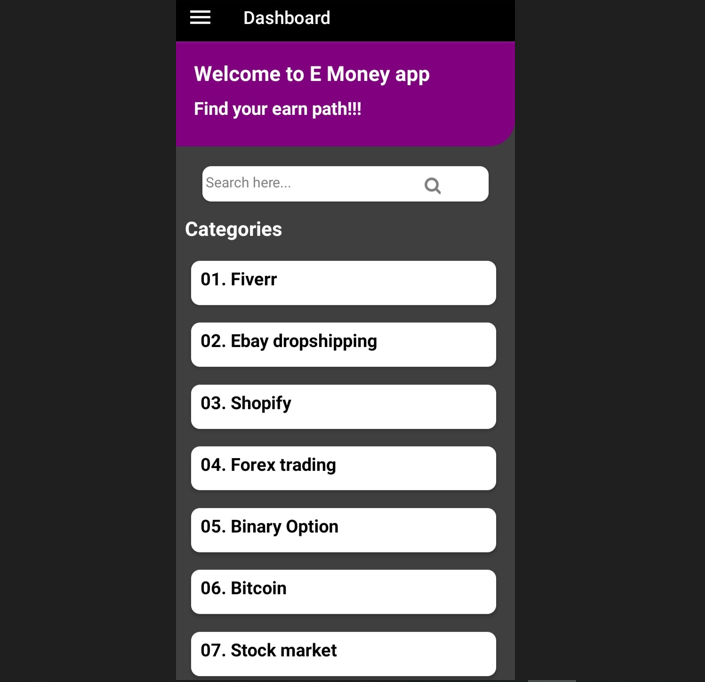 Dashboard
Welcome to E Money app
Find your earn path!!!
Search here...
Categories
01. Fiverr
02. Ebay dropshipping
03. Shopify
04. Forex trading
05. Binary Option
06. Bitcoin
07. Stock market